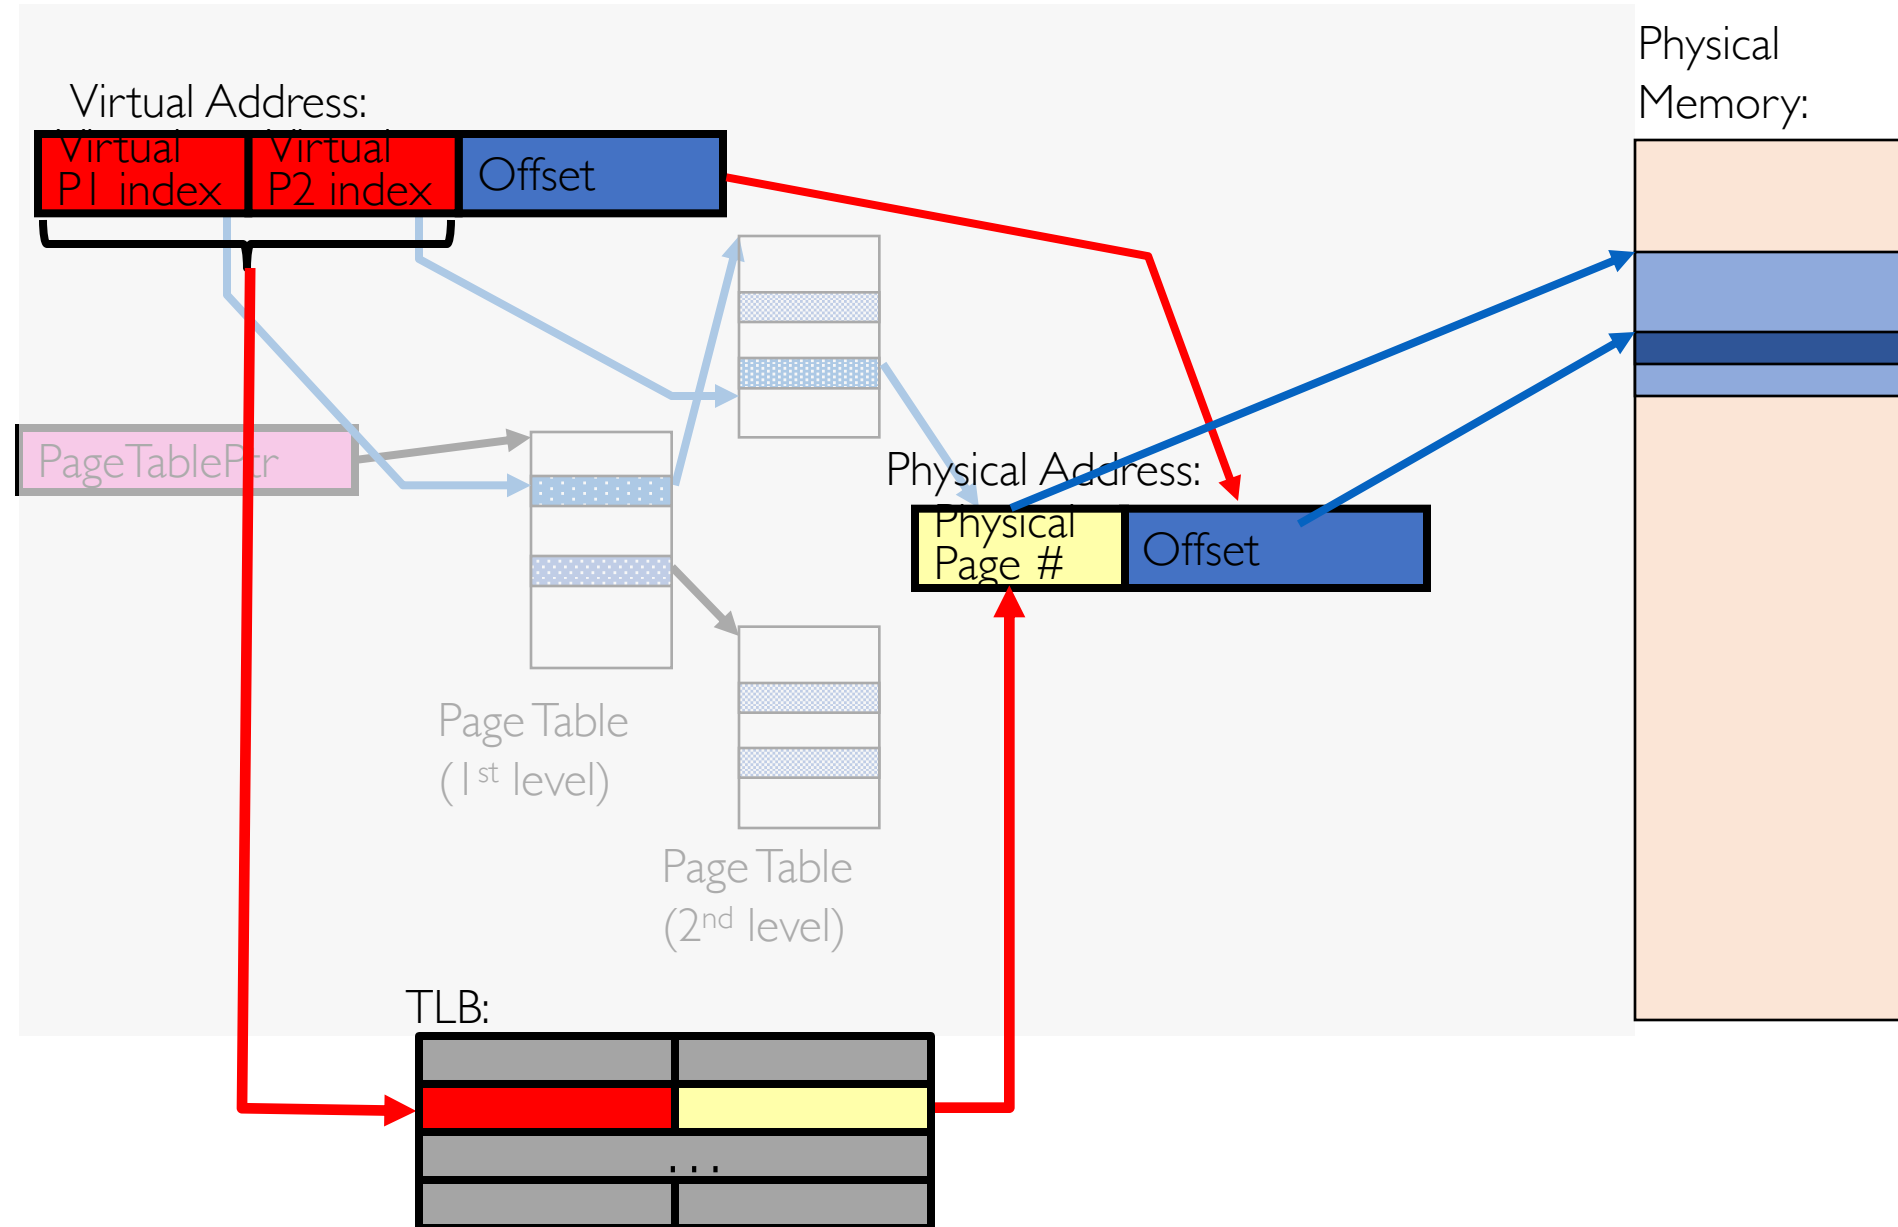 Physical
Memory:
Virtual Address:
Virtual
P1 index
Virtual
P2 index
Offset
PageTablePtr
Physical Address:
Physical
Page #
Offset
Page Table
(1st level)
Page Table
(2nd level)
TLB:
...